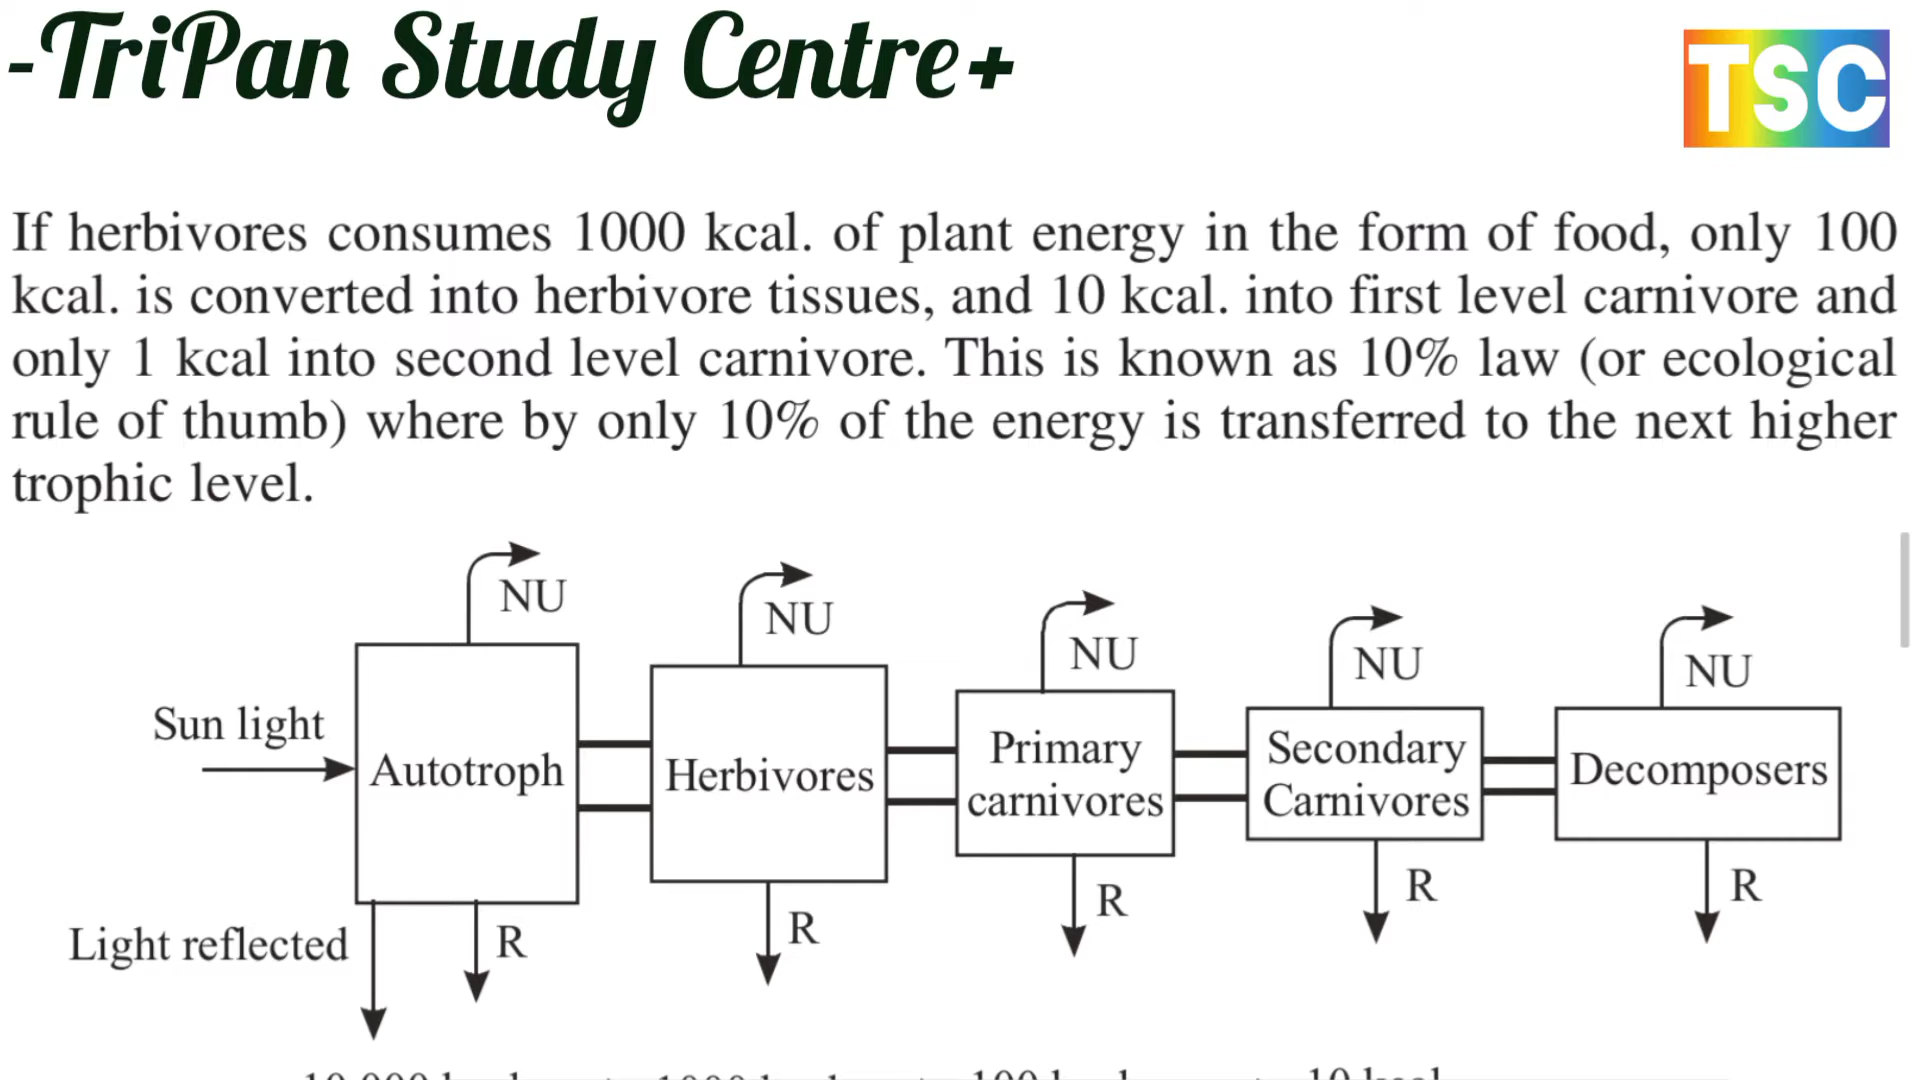 -TriPan Study Centre+
TSC
If herbivores consumes 1000 kcal. of plant energy in the form of food, only 100
kcal. is converted into herbivore tissues, and 10 kcal. into first level carnivore and
only 1 kcal into second level carnivore. This is known as 10% law (or ecological
rule of thumb) where by only 10% of the energy is transferred to the next higher
trophic level.
NU
NU
NU
NU
NU
Sun light
Autotroph
Herbivores
Primary
carnivores
Secondary
Carnivores
Decomposers
Light reflected
R
R
R
R
R